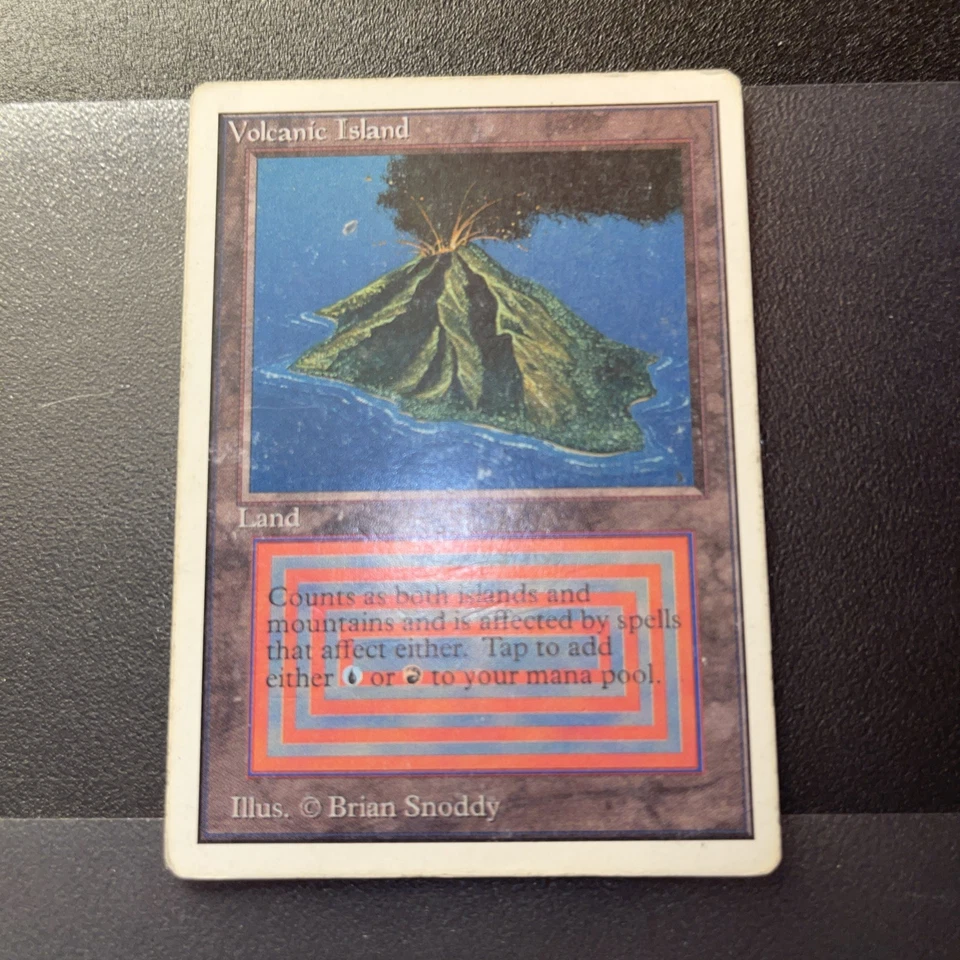 Volcanic Island
Land
Counts as both islands and
mountains and is affected by spells
that affect either. Tap to add
either or to your mana pool.
Illus. © Brian Snoddy